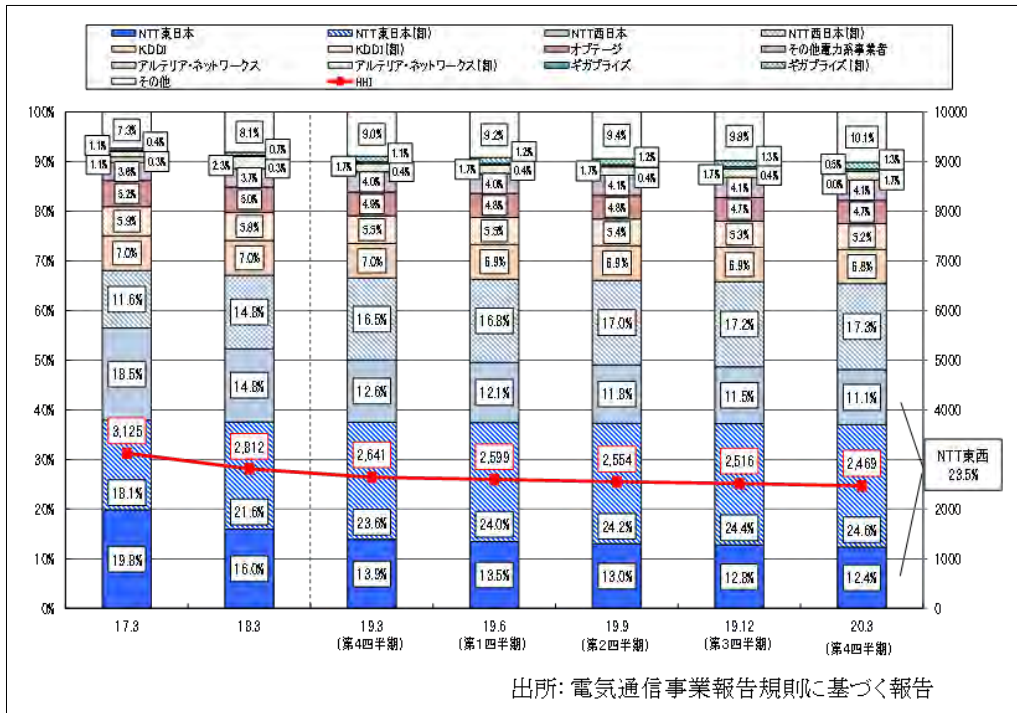 NTT東日本 NTT東日本(卸) NTT西日本 NTT西日本(卸)
KDDI KDDI(卸) オプテージ その他電力系事業者
アルテリア・ネットワークス アルテリア・ネットワークス(卸) ギガプライズ ギガプライズ(卸)
その他 HHI
100% 10000
7.3% 8.1% 9.0% 9.2% 9.4% 9.8% 10.1%
1.1% 0.4% 0.7% 1.1% 1.2% 1.2% 1.3% 0.5% 1.3%
90% 9000
1.1% 0.3% 2.3% 0.3% 1.7% 0.4% 1.7% 0.4% 1.7% 0.4% 1.7% 0.4% 0.0% 1.7%
3.6% 3.7% 4.0% 4.0% 4.1% 4.1% 4.1%
5.2% 5.0% 4.9% 4.8% 4.8% 4.7% 4.7%
80% 8000
5.9% 5.8% 5.5% 5.5% 5.4% 5.3% 5.2%
7.0% 7.0% 7.0% 6.9% 6.9% 6.9% 6.8%
70% 7000
11.6% 14.8% 16.5% 16.8% 17.0% 17.2% 17.3%
60% 6000
50% 5000
18.5% 14.8% 12.6% 12.1% 11.8% 11.5% 11.1%
40% 4000
3,125 2,812 2,641 2,599 2,554 2,516 2,469
30% 3000
NTT東西
23.5%
18.1% 21.6% 23.6% 24.0% 24.2% 24.4% 24.6%
20% 2000
19.8% 16.0% 13.9% 13.5% 13.0% 12.8% 12.4%
10% 1000
0% 0
17.3 18.3 19.3 19.6 19.9 19.12 20.3
(第4四半期) (第1四半期) (第2四半期) (第3四半期) (第4四半期)
出所: 電気通信事業報告規則に基づく報告